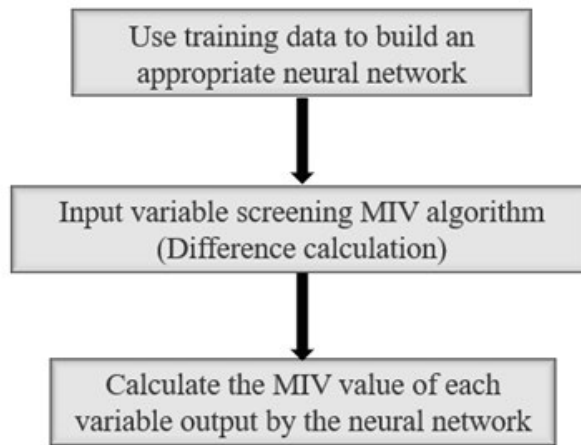 Use training data to build an
appropriate neural network
Input variable screening MIV algorithm
(Difference calculation)
Calculate the MIV value of each
variable output by the neural network